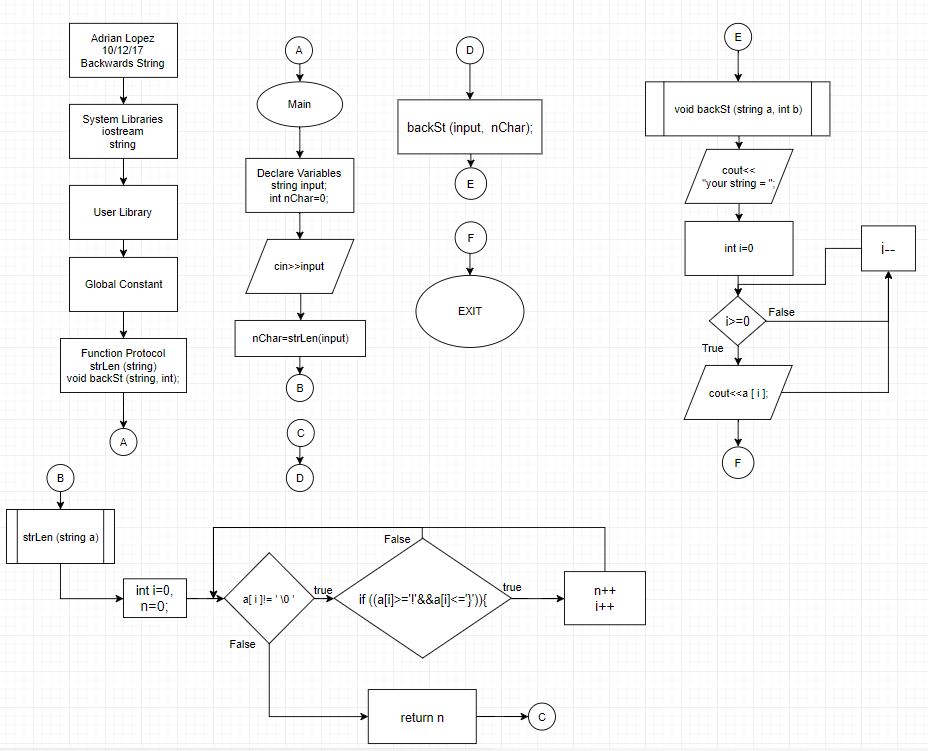 Adrian Lopez
10/12/17
Backwards String
System Libraries
iostream
string
User Library
Global Constant
Function Protocol
strLen (string)
void backSt (string, int);
A
A
Main
Declare Variables
string input;
int nChar=0;
cin>>input
nChar=strLen(input)
B
C
D
D
backSt (input, nChar);
E
F
EXIT
E
void backSt (string a, int b)
cout<<
"your string = ";
int i=0
i--
i>=0
False
True
cout<<a [ i ];
F
B
strLen (string a)
int i=0,
n=0;
a[ i ]!= ' \0 '
true
False
False
if ((a[i]>='!'&&a[i]<='}')){
true
n++
i++
return n
C